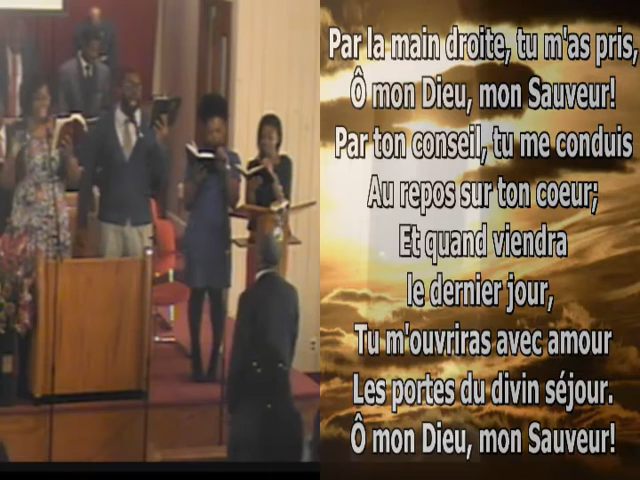 Par la main droite, tu m'as pris,
Ô mon Dieu, mon Sauveur!
Par ton conseil, tu me conduis
Au repos sur ton coeur;
Et quand viendra
le dernier jour,
Tu m'ouvriras avec amour
Les portes du divin séjour.
Ô mon Dieu, mon Sauveur!